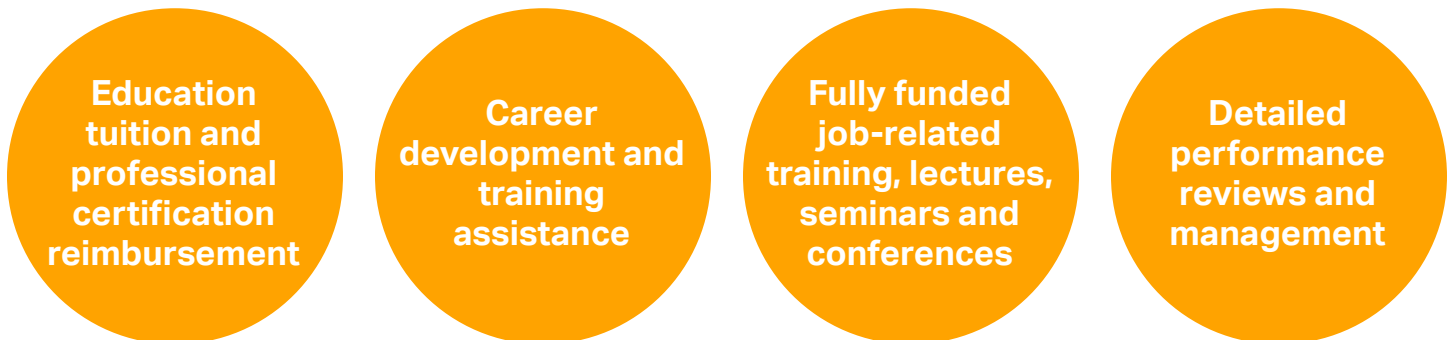 Education
tuition and
professional
certification
reimbursement
Career
development and
training
assistance
Fully funded
job-related
training, lectures,
seminars and
conferences
Detailed
performance
reviews and
management